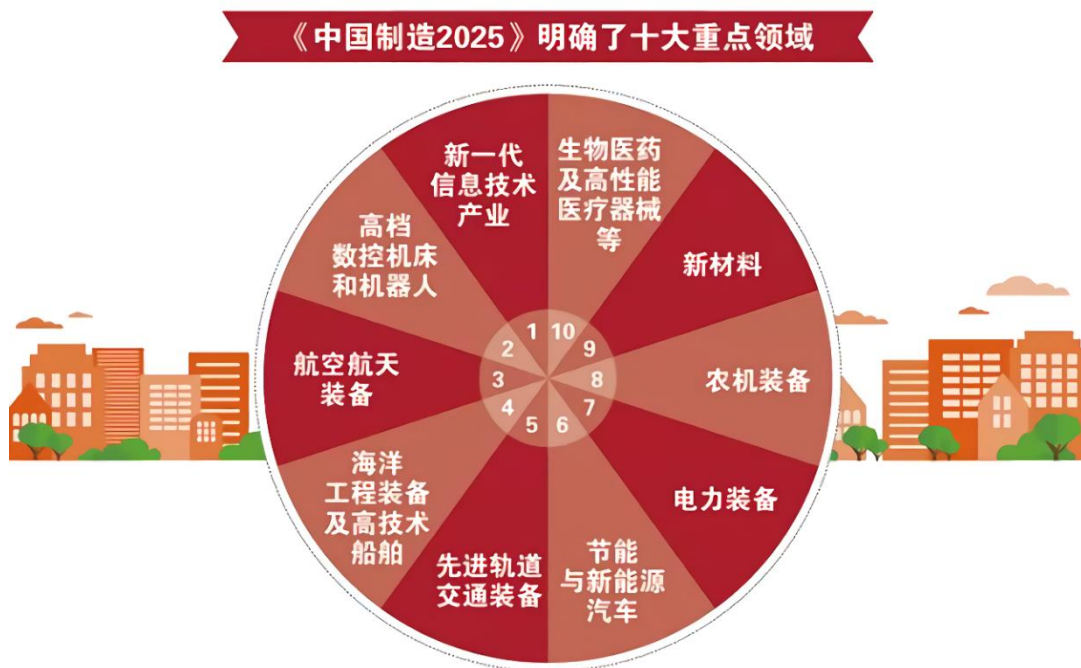 《中国制造2025》明确了十大重点领域
新一代
信息技术
产业
高档
数控机床
和机器人
航空航天
装备
海洋
工程装备
及高技术
船舶
先进轨道
交通装备
节能
与新能源
汽车
电力装备
农机装备
新材料
生物医药
及高性能
医疗器械
等
1
2
3
4
5
6
7
8
9
10